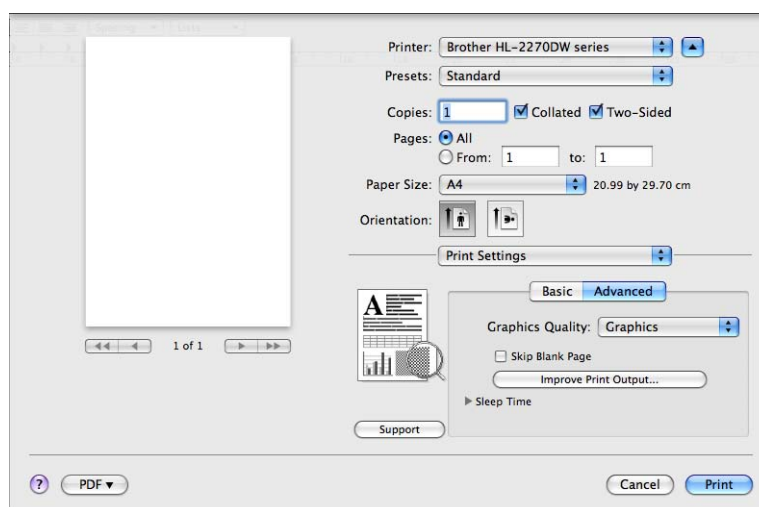 Printer: Brother HL-2270DW series
Presets: Standard
Copies: 1 Collated Two-Sided
Pages: All
From: 1 to: 1
Paper Size: A4 20.99 by 29.70 cm
Orientation:
Print Settings
Basic Advanced
A
Graphics Quality: Graphics
Skip Blank Page
1 of 1
Improve Print Output...
Sleep Time
Support
? PDF ▾ Cancel Print